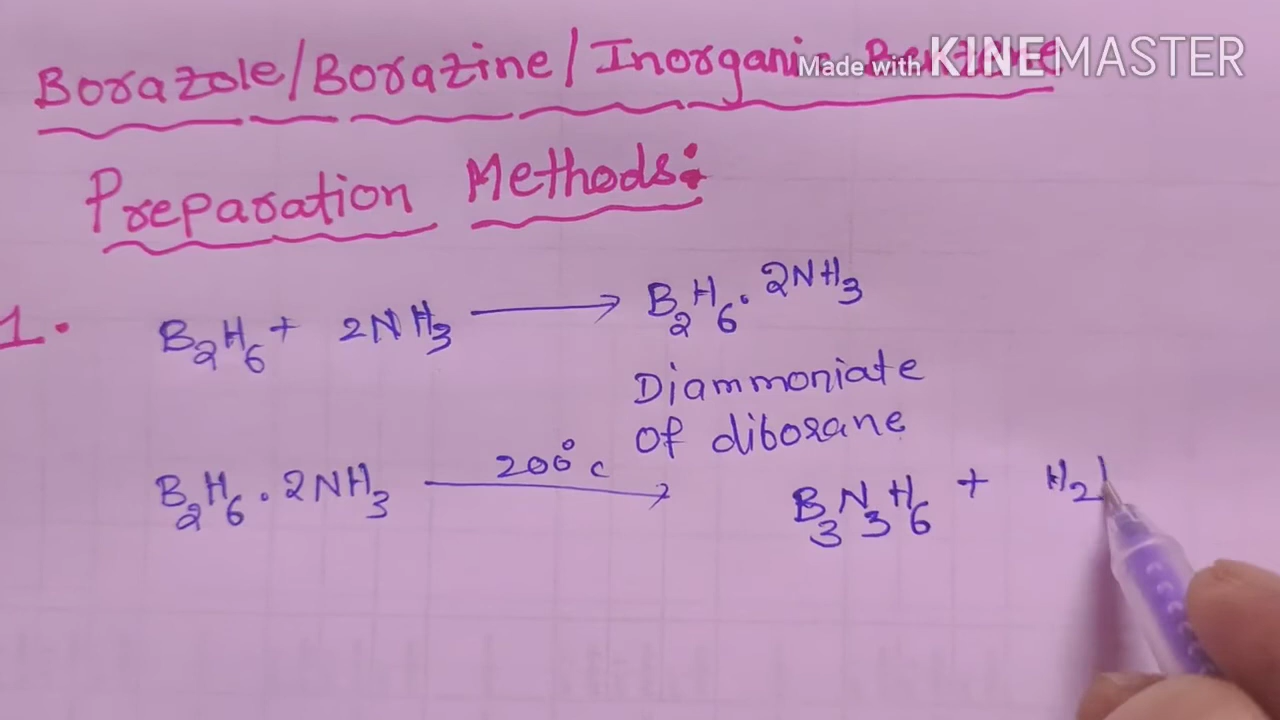 Borazole/Borazine/Inorganic Benzene
Made with KINEMASTER
Preparation Methods:
1. B2H6 + 2NH3 → B2H6.2NH3
Diammoniate
of diborane
B2H6.2NH3 200°c → B3N3H6 + H2